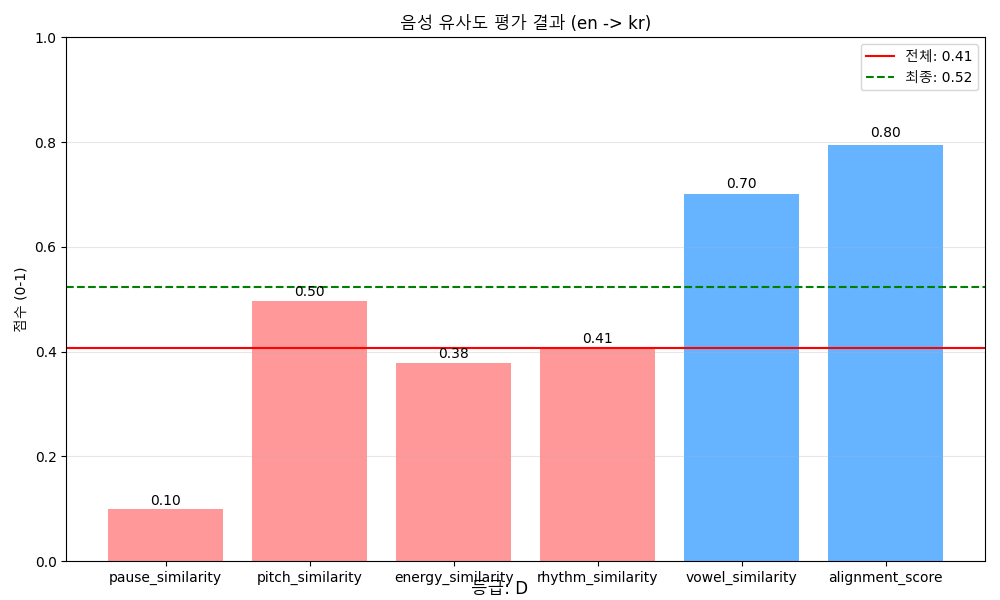 음성 유사도 평가 결과 (en -> kr)
전체: 0.41
최종: 0.52
점수 (0-1)
1.0
0.8
0.6
0.4
0.2
0.0
0.10
0.50
0.38
0.41
0.70
0.80
pause_similarity
pitch_similarity
energy_similarity
rhythm_similarity
vowel_similarity
alignment_score
등급: D